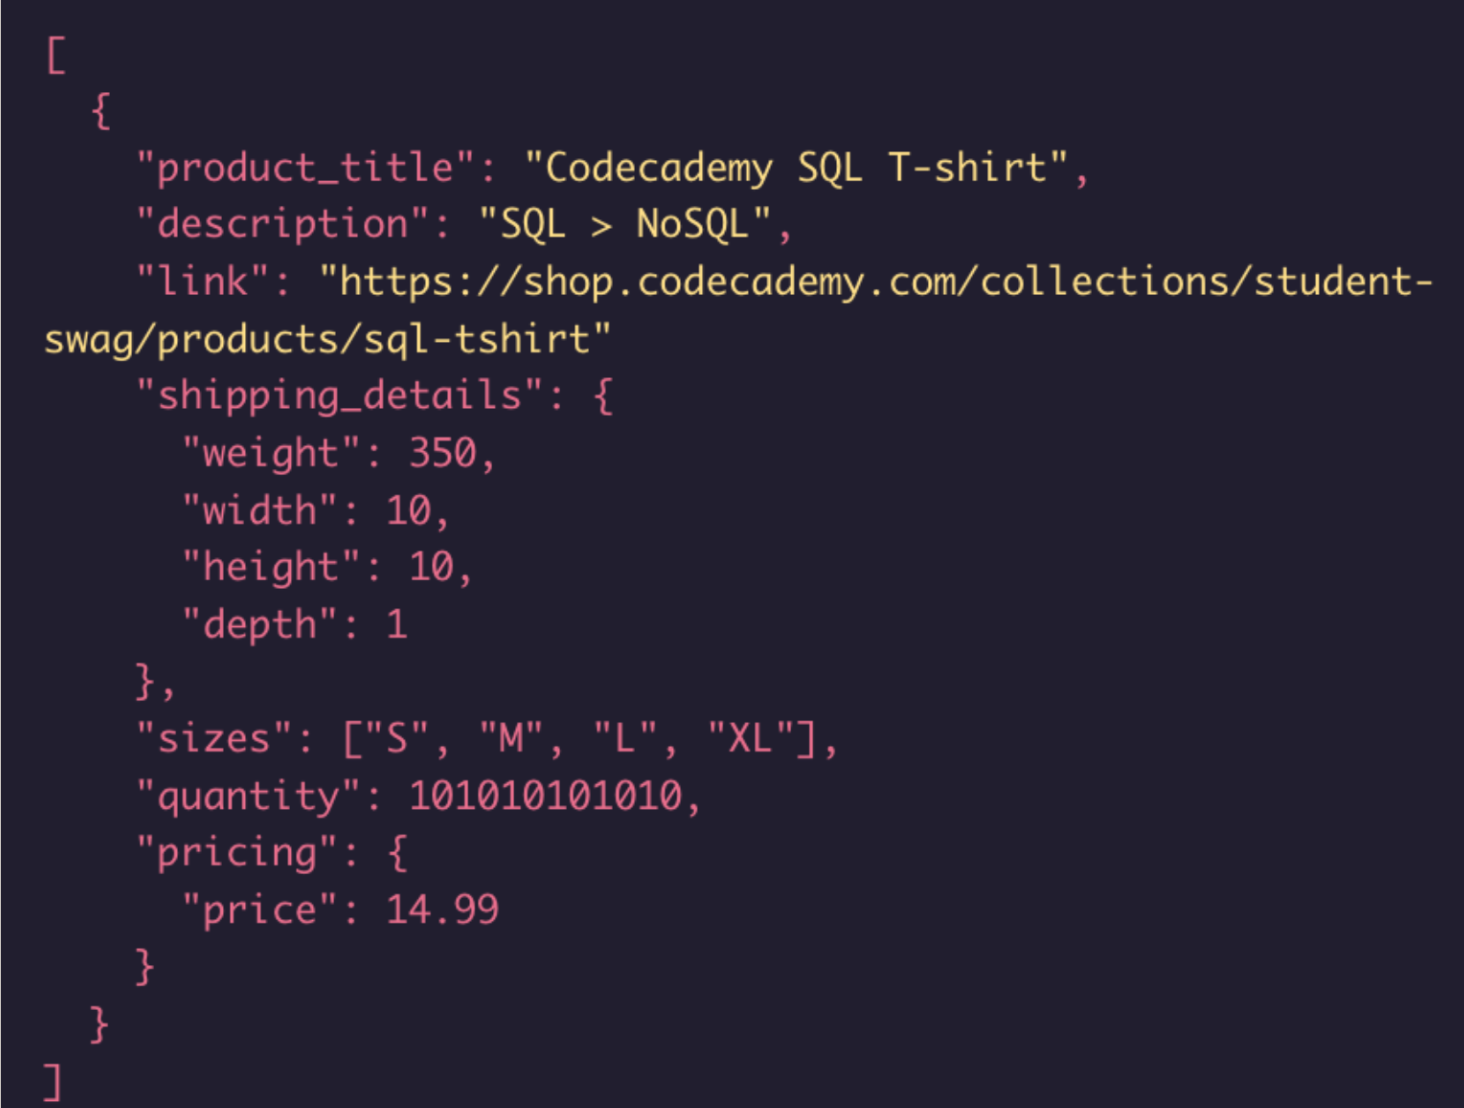 [
  {
    "product_title": "Codecademy SQL T-shirt",
    "description": "SQL > NoSQL",
    "link": "https://shop.codecademy.com/collections/student-
swag/products/sql-tshirt"
    "shipping_details": {
      "weight": 350,
      "width": 10,
      "height": 10,
      "depth": 1
    },
    "sizes": ["S", "M", "L", "XL"],
    "quantity": 101010101010,
    "pricing": {
      "price": 14.99
    }
  }
]